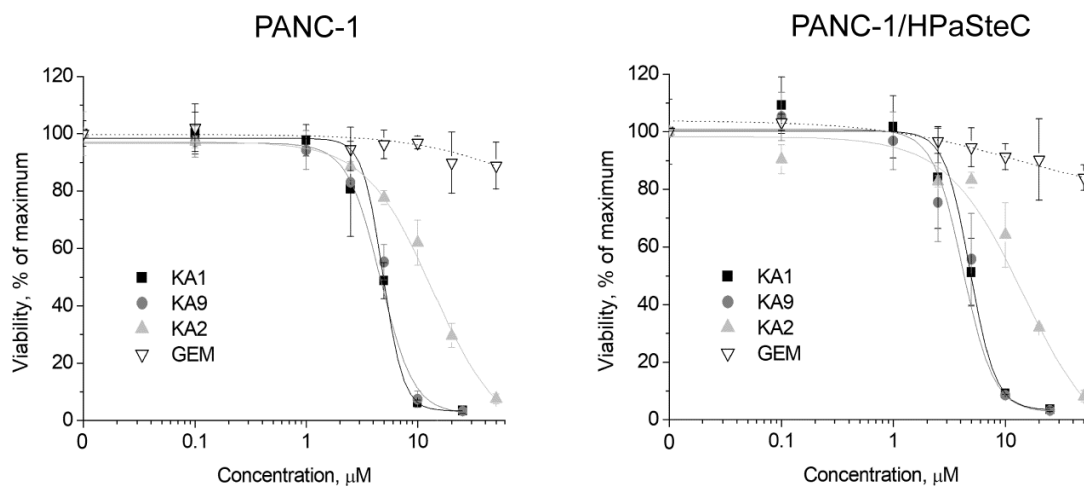 PANC-1
PANC-1/HPaSteC
Viability, % of maximum
120
100
80
60
40
20
0
KA1
KA9
KA2
GEM
0
0.1
1
10
Concentration, μM
Viability, % of maximum
120
100
80
60
40
20
0
KA1
KA9
KA2
GEM
0
0.1
1
10
Concentration, μM